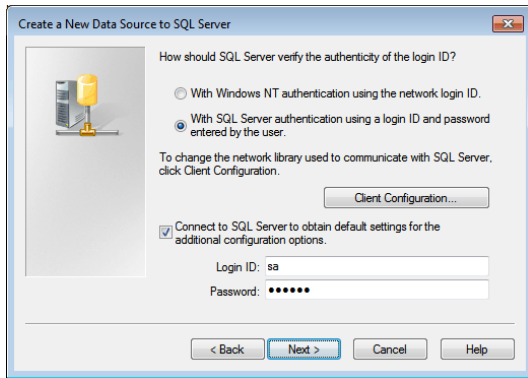 Create a New Data Source to SQL Server
How should SQL Server verify the authenticity of the login ID?
With Windows NT authentication using the network login ID.
With SQL Server authentication using a login ID and password
entered by the user.
To change the network library used to communicate with SQL Server,
click Client Configuration.
Client Configuration...
Connect to SQL Server to obtain default settings for the
additional configuration options.
Login ID: sa
Password: ●●●●●●
< Back Next > Cancel Help